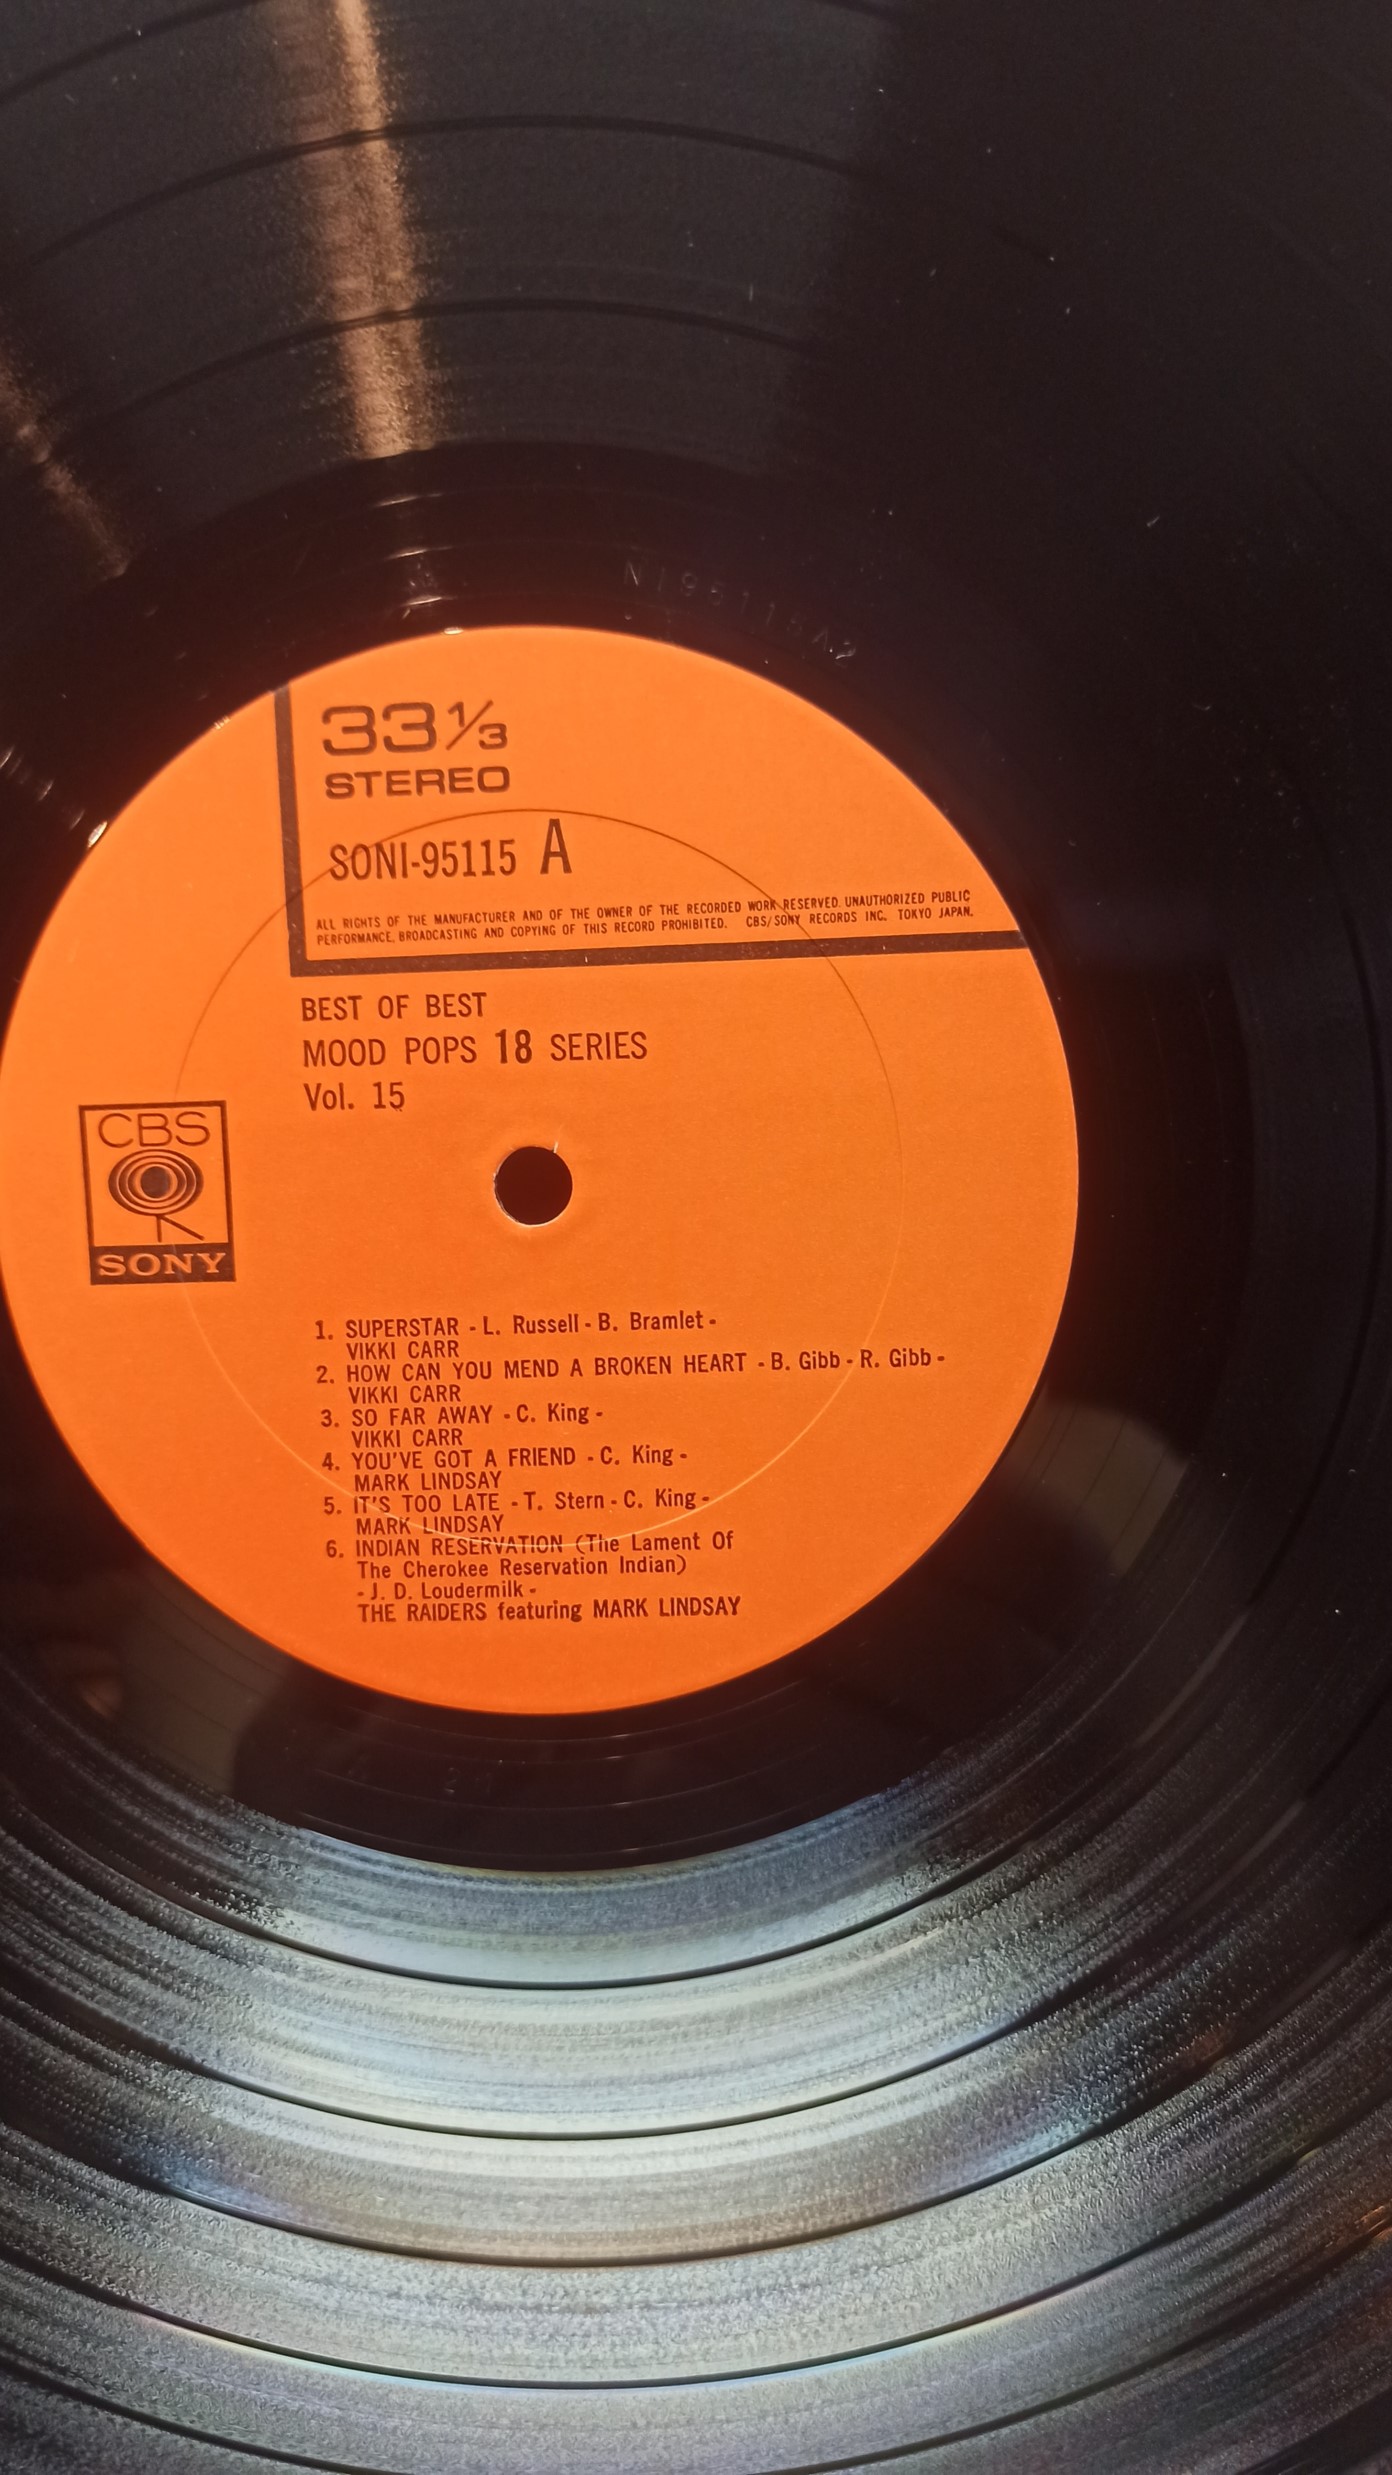 33 1/3
STEREO
SONI-95115 A
ALL RIGHTS OF THE MANUFACTURER AND OF THE OWNER OF THE RECORDED WORK RESERVED. UNAUTHORIZED PUBLIC
PERFORMANCE, BROADCASTING AND COPYING OF THIS RECORD PROHIBITED. CBS/SONY RECORDS INC. TOKYO JAPAN.
BEST OF BEST
MOOD POPS 18 SERIES
Vol. 15
CBS
SONY
1. SUPERSTAR - L. Russell - B. Bramlet -
VIKKI CARR
2. HOW CAN YOU MEND A BROKEN HEART - B. Gibb - R. Gibb -
VIKKI CARR
3. SO FAR AWAY - C. King -
VIKKI CARR
4. YOU'VE GOT A FRIEND - C. King -
MARK LINDSAY
5. IT'S TOO LATE - T. Stern - C. King -
MARK LINDSAY
6. INDIAN RESERVATION (The Lament Of
The Cherokee Reservation Indian)
- J. D. Loudermilk -
THE RAIDERS featuring MARK LINDSAY